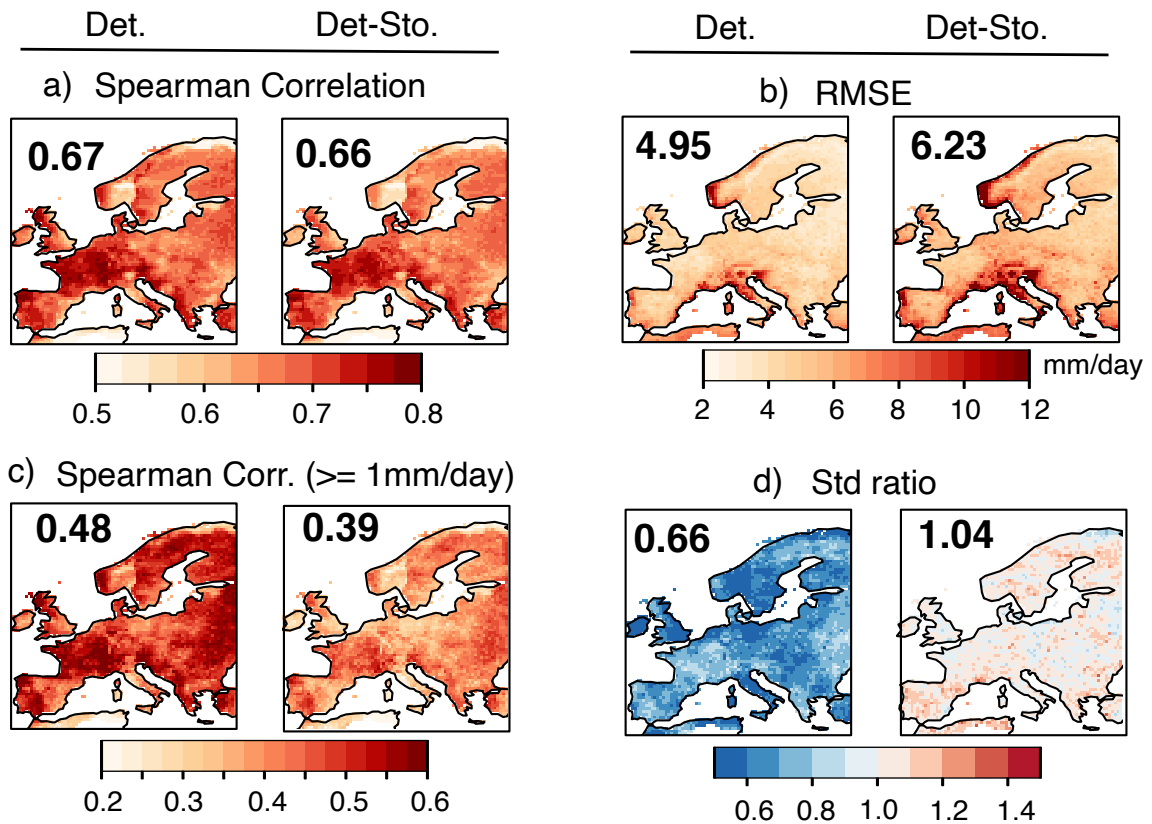 Det. Det-Sto. Det. Det-Sto.
a) Spearman Correlation
b) RMSE
0.67 0.66 4.95 6.23
0.5 0.6 0.7 0.8
mm/day
2 4 6 8 10 12
c) Spearman Corr. (>= 1mm/day)
d) Std ratio
0.48 0.39 0.66 1.04
0.2 0.3 0.4 0.5 0.6
0.6 0.8 1.0 1.2 1.4